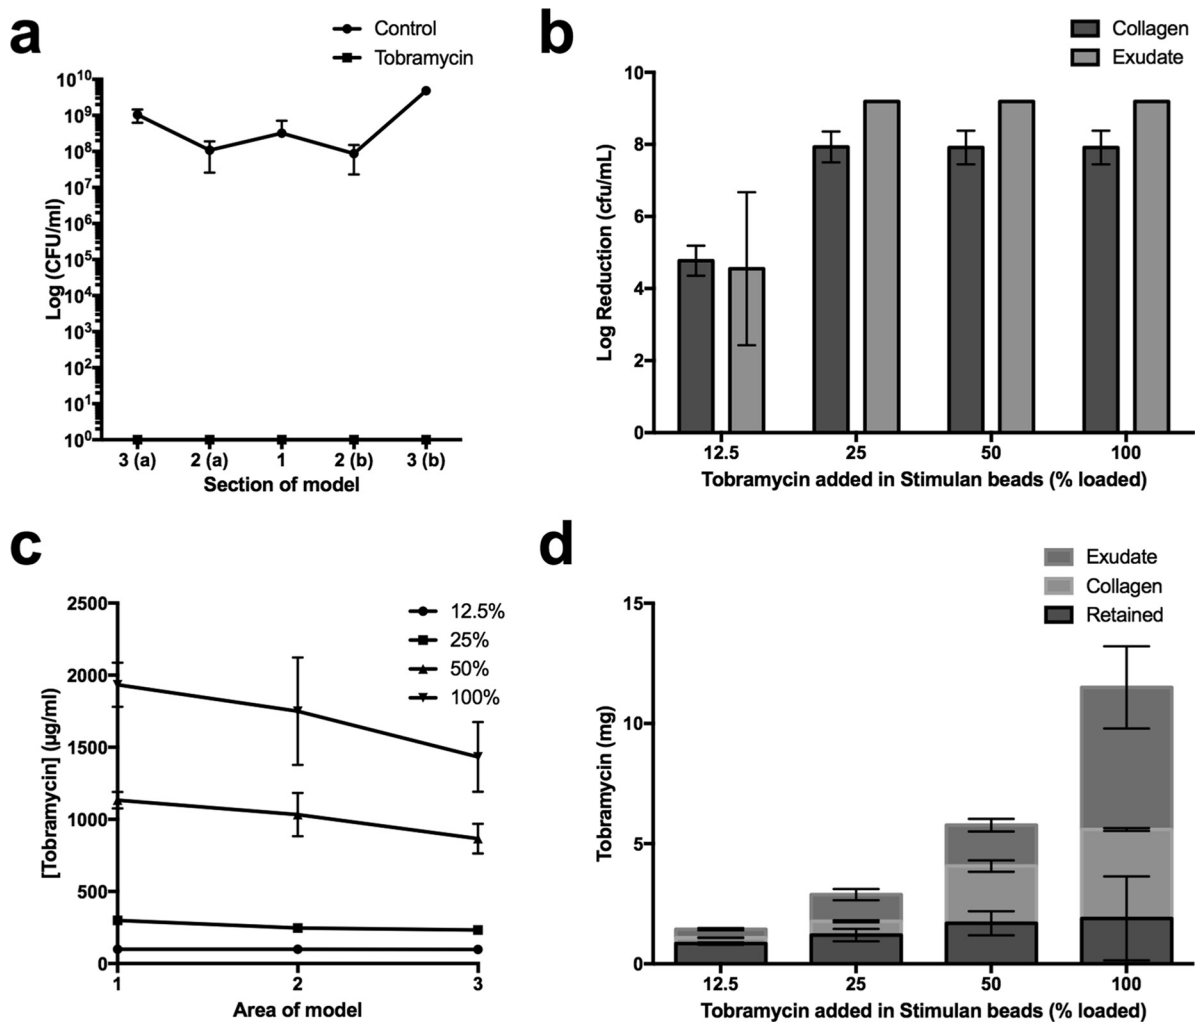 a
Control
Tobramycin
10^10
10^9
10^8
10^7
10^6
10^5
10^4
10^3
10^2
10^1
10^0
Log (CFU/ml)
3 (a) 2 (a) 1 2 (b) 3 (b)
Section of model
b
Collagen
Exudate
10
8
6
4
2
0
Log Reduction (cfu/mL)
12.5 25 50 100
Tobramycin added in Stimulan beads (% loaded)
c
12.5%
25%
50%
100%
2500
2000
1500
1000
500
0
[Tobramycin] (µg/ml)
1 2 3
Area of model
d
Exudate
Collagen
Retained
15
10
5
0
Tobramycin (mg)
12.5 25 50 100
Tobramycin added in Stimulan beads (% loaded)